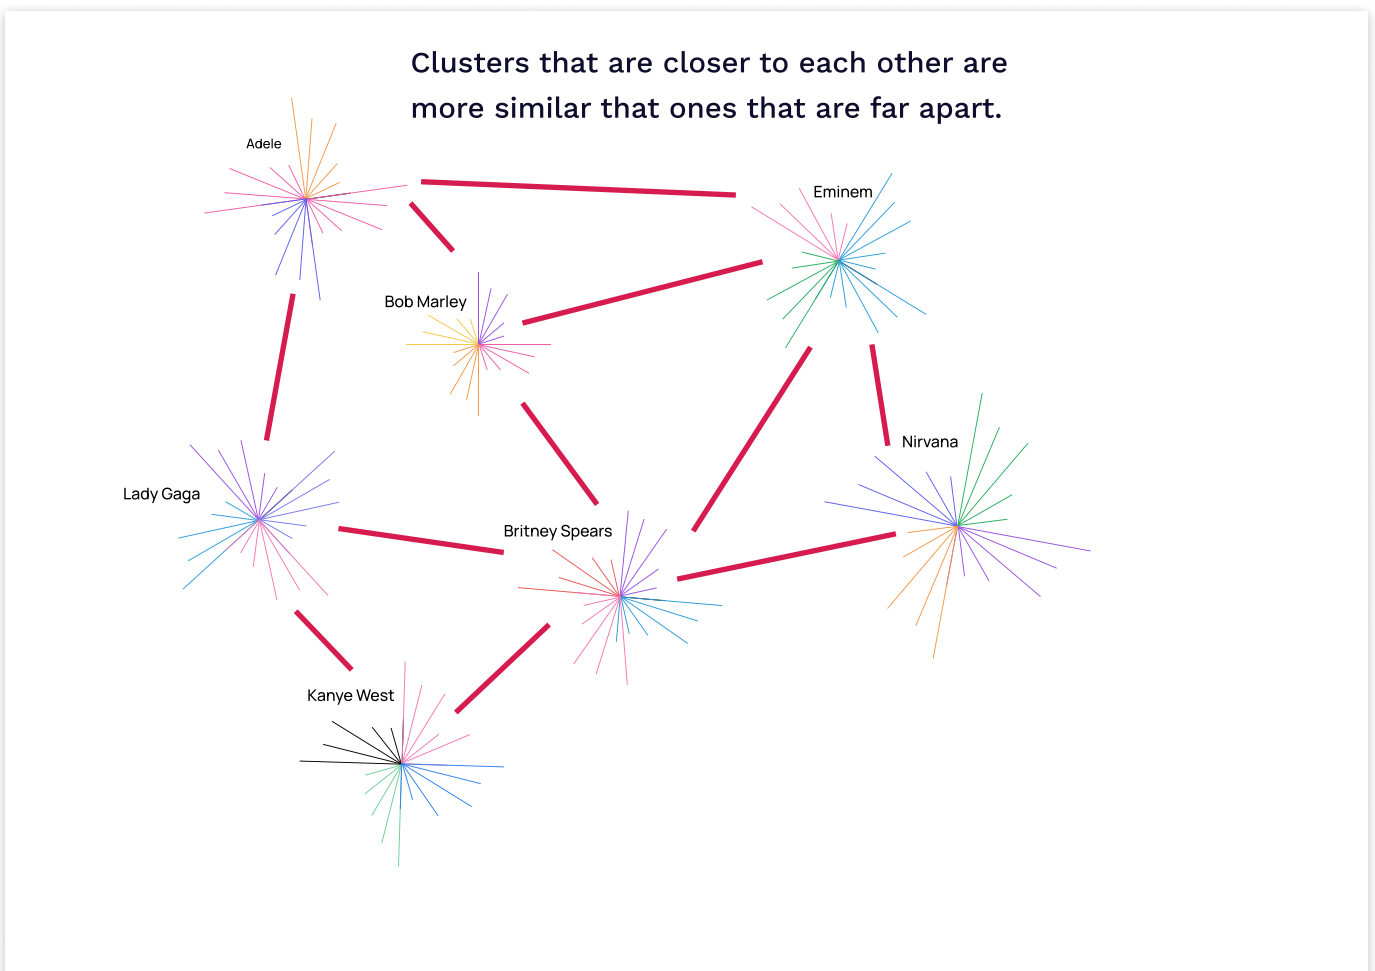 Clusters that are closer to each other are
more similar that ones that are far apart.
Adele
Eminem
Bob Marley
Nirvana
Lady Gaga
Britney Spears
Kanye West